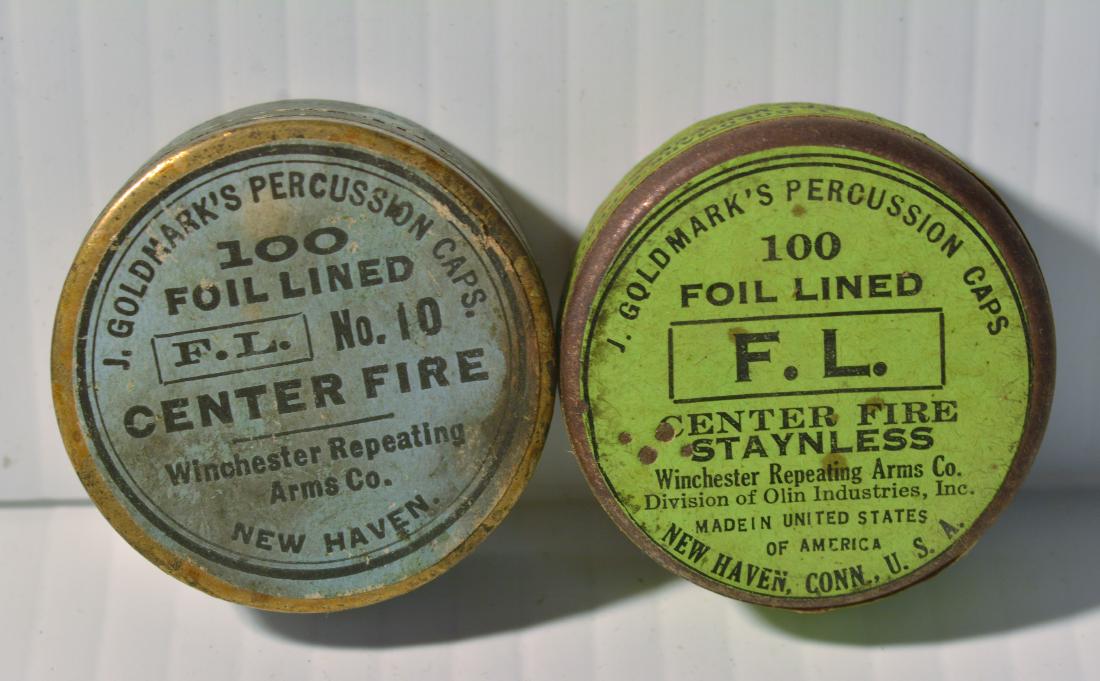 J. GOLDMARK'S PERCUSSION CAPS.
100
FOIL LINED
F.L. No. 10
CENTER FIRE
Winchester Repeating
Arms Co.
NEW HAVEN.
J. GOLDMARK'S PERCUSSION CAPS
100
FOIL LINED
F. L.
CENTER FIRE
STAYNLESS
Winchester Repeating Arms Co.
Division of Olin Industries, Inc.
MADE IN UNITED STATES
OF AMERICA
NEW HAVEN, CONN., U. S. A.